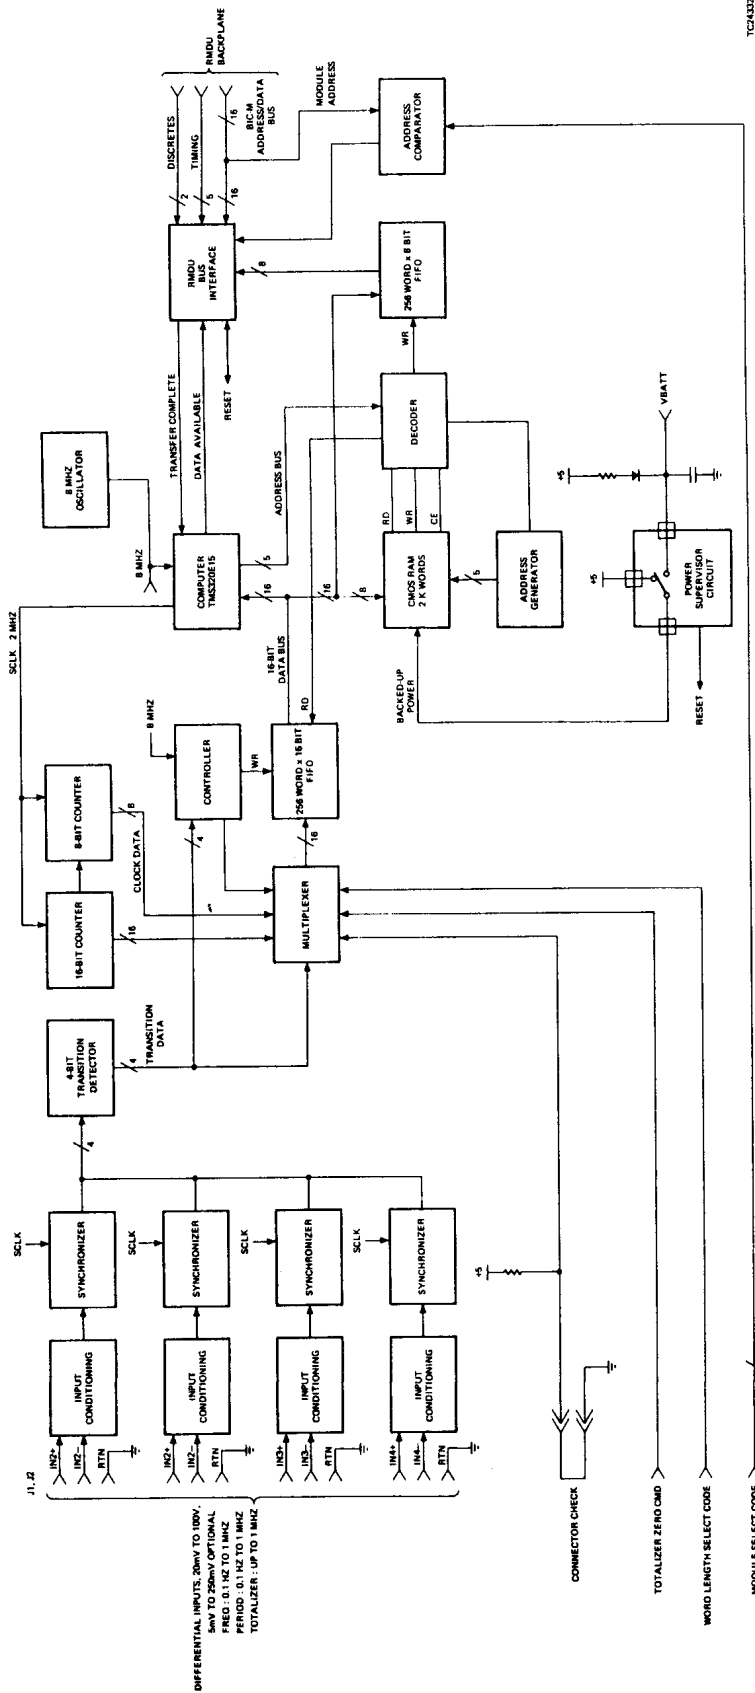 J1, J2
IN2+
IN2–
RTN
IN2+
IN2–
RTN
IN3+
IN3–
RTN
IN4+
IN4–
RTN
DIFFERENTIAL INPUTS, 20mV TO 100V,
5mV TO 250mV OPTIONAL
FREQ : 0.1 HZ TO 1 MHZ
PERIOD : 0.1 HZ TO 1 MHZ
TOTALIZER : UP TO 1 MHZ
INPUT
CONDITIONING
INPUT
CONDITIONING
INPUT
CONDITIONING
INPUT
CONDITIONING
SCLK
SYNCHRONIZER
SCLK
SYNCHRONIZER
SCLK
SYNCHRONIZER
SCLK
SYNCHRONIZER
4
4-BIT
TRANSITION
DETECTOR
4
TRANSITION
DATA
16-BIT COUNTER
16
8-BIT COUNTER
8
CLOCK DATA
SCLK 2 MHZ
4
CONTROLLER
8 MHZ
WR
MULTIPLEXER
16
256 WORD x 16 BIT
FIFO
RD
16-BIT
DATA BUS
16
8 MHZ
OSCILLATOR
8 MHZ
COMPUTER
TMS320E15
5
ADDRESS BUS
TRANSFER COMPLETE
DATA AVAILABLE
RESET
RMDU
BUS
INTERFACE
2
DISCRETES
5
TIMING
16
16
BIC-M
ADDRESS/DATA
BUS
RMDU
BACKPLANE
MODULE
ADDRESS
ADDRESS
COMPARATOR
8
256 WORD x 8 BIT
FIFO
WR
DECODER
RD
WR
CE
16
8
CMOS RAM
2 K WORDS
5
ADDRESS
GENERATOR
BACKED-UP
POWER
+5
VBATT
+5
POWER
SUPERVISOR
CIRCUIT
RESET
+5
CONNECTOR CHECK
TOTALIZER ZERO CMD
WORD LENGTH SELECT CODE
MODULE SELECT CODE